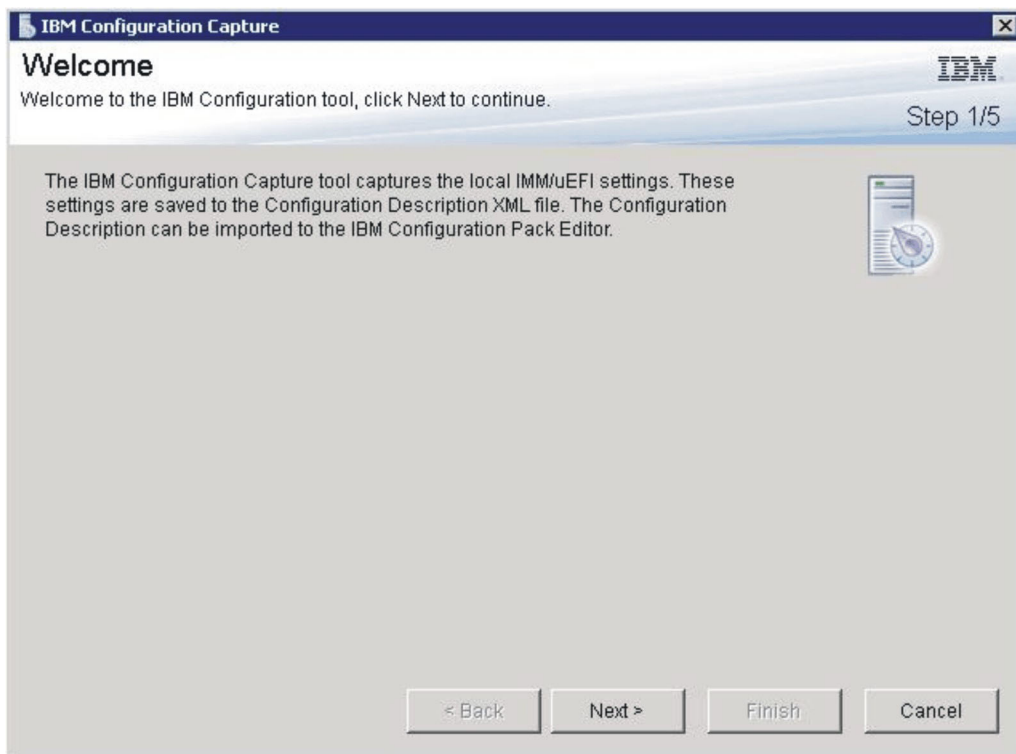 IBM Configuration Capture
Welcome
IBM
Welcome to the IBM Configuration tool, click Next to continue.
Step 1/5
The IBM Configuration Capture tool captures the local IMM/uEFI settings. These
settings are saved to the Configuration Description XML file. The Configuration
Description can be imported to the IBM Configuration Pack Editor.
< Back
Next >
Finish
Cancel